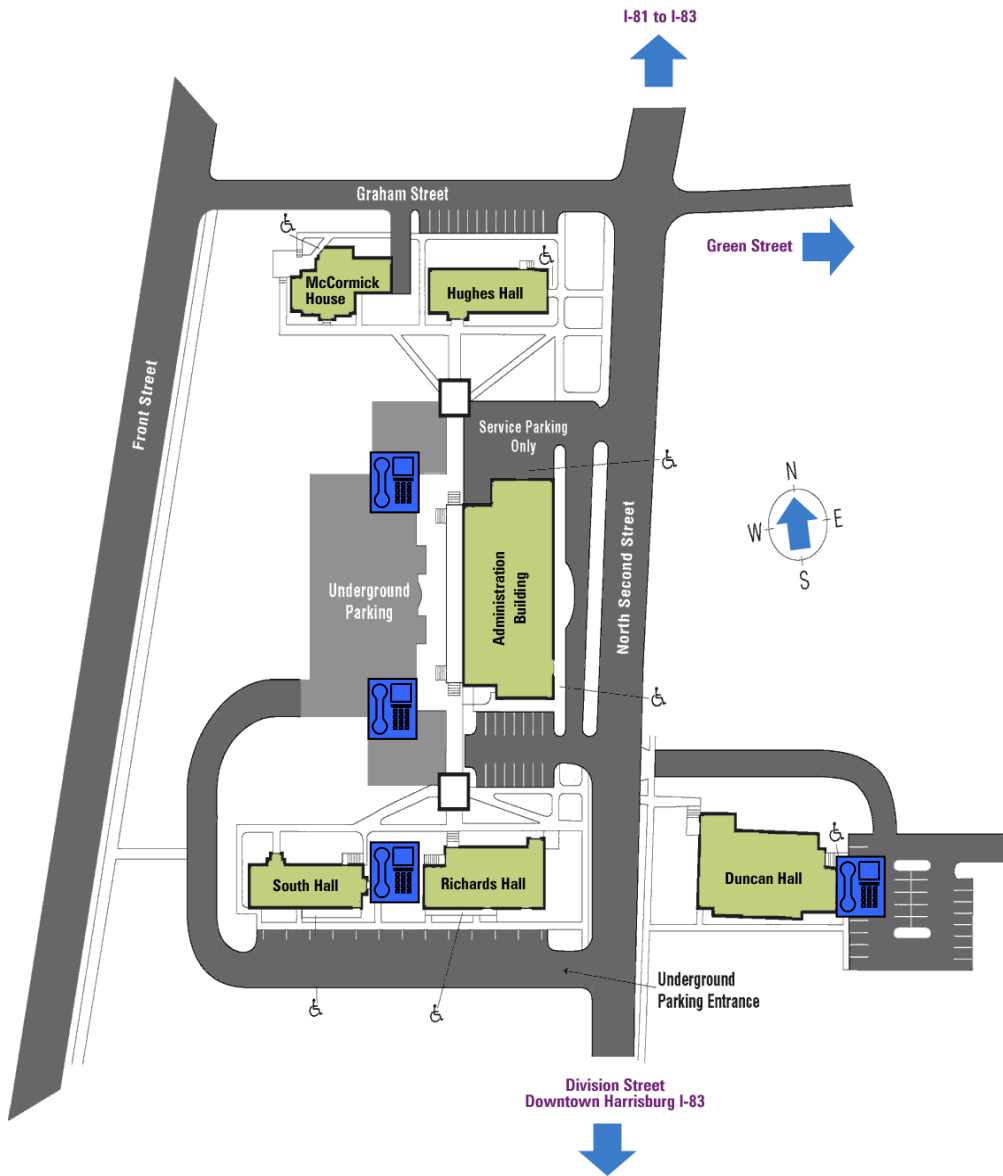 I-81 to I-83
Graham Street
Green Street
McCormick
House
Hughes Hall
Front Street
Service Parking
Only
N
W
E
S
North Second Street
Administration
Building
Underground
Parking
South Hall
Richards Hall
Duncan Hall
Underground
Parking Entrance
Division Street
Downtown Harrisburg I-83